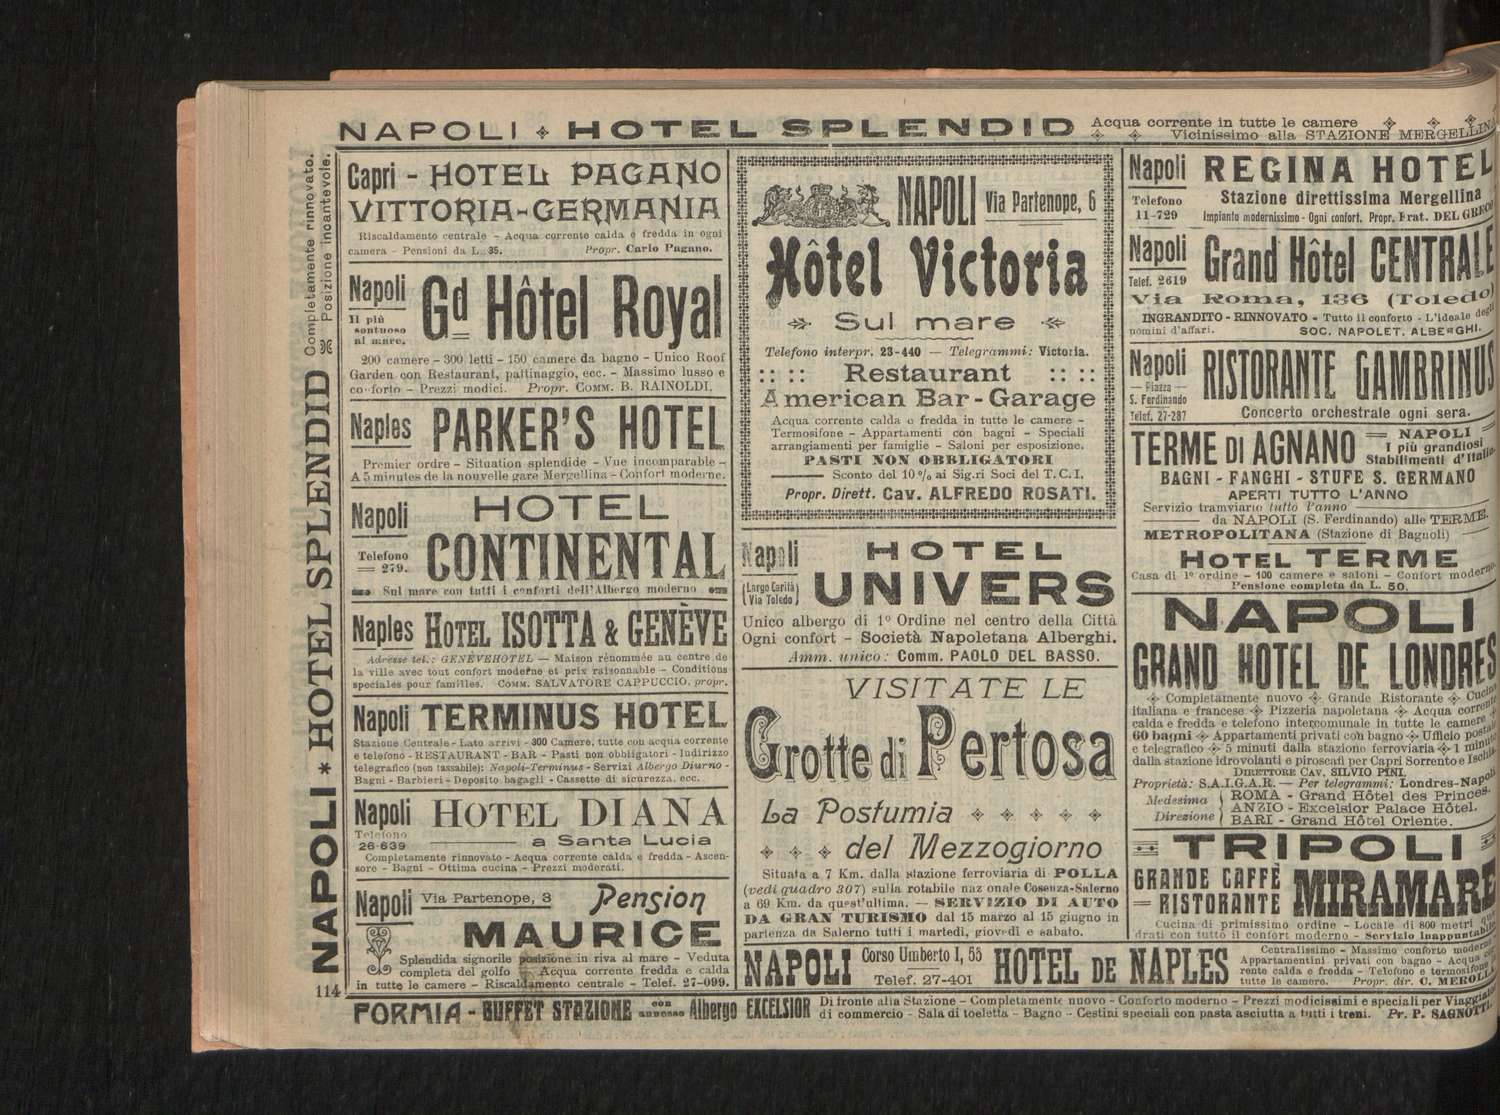 NAPOLI HOTEL SPLENDID Acqua corrente in tutte le camere
Vicinissimo alla STAZIONE MERGELLINA
NAPOLI * HOTEL SPLENDID Completamente rinnovato.
Posizione incantevole.
Capri - HOTEL PAGANO
VITTORIA-GERMANIA
Riscaldamento centrale - Acqua corrente calda e fredda in ogni
camera - Pensioni da L. 35. Propr. Carlo Pagano.
Napoli Gd Hôtel Royal
Il più
sontuoso
al mare.
200 camere - 300 letti - 150 camere da bagno - Unico Roof
Garden con Restaurant, pattinaggio, ecc. - Massimo lusso e
conforto - Prezzi modici. Propr. COMM. B. RAINOLDI.
Naples PARKER'S HOTEL
Premier ordre - Situation splendide - Vue incomparable -
A 5 minutes de la nouvelle gare Mergellina - Confort moderne.
Napoli HOTEL
CONTINENTAL
Telefono
279.
Sul mare con tutti i conforti dell'Albergo moderno
Naples HOTEL ISOTTA & GENÈVE
Adresse tel.: GENÈVEHOTEL — Maison rénommée au centre de
la ville avec tout confort moderne et prix raisonnable - Conditions
speciales pour familles. COMM. SALVATORE CAPPUCCIO, propr.
Napoli TERMINUS HOTEL
Stazione Centrale - Lato arrivi - 300 Camere, tutte con acqua corrente
e telefono - RESTAURANT - BAR - Pasti non obbligatori - Indirizzo
telegrafico (non tassabile): Napoli-Terminus - Servizi Albergo Diurno -
Bagni - Barbieri - Deposito bagagli - Cassette di sicurezza, ecc.
Napoli HOTEL DIANA
Telefono
26-639 a Santa Lucia
Completamente rinnovato - Acqua corrente calda e fredda - Ascen-
sore - Bagni - Ottima cucina - Prezzi moderati.
Napoli Via Partenope, 3 Pension
MAURICE
Splendida signorile posizione in riva al mare - Veduta
completa del golfo - Acqua corrente fredda e calda
in tutte le camere - Riscaldamento centrale - Telef. 27-099.
114
NAPOLI Via Partenope, 6
Hôtel Victoria
Sul mare
Telefono interpr. 23-440 — Telegrammi: Victoria.
Restaurant
American Bar - Garage
Acqua corrente calda e fredda in tutte le camere -
Termosifone - Appartamenti con bagni - Speciali
arrangiamenti per famiglie - Saloni per esposizione.
PASTI NON OBBLIGATORI
Sconto del 10% ai Sig.ri Soci del T.C.I.
Propr. Dirett. Cav. ALFREDO ROSATI.
Napoli HOTEL
UNIVERS
(Largo Carità)
(Via Toledo)
Unico albergo di 1° Ordine nel centro della Città
Ogni confort - Società Napoletana Alberghi.
Amm. unico: Comm. PAOLO DEL BASSO.
VISITATE LE
Grotte di Pertosa
La Postumia
del Mezzogiorno
Situata a 7 Km. dalla stazione ferroviaria di POLLA
(vedi quadro 307) sulla rotabile nazionale Cosenza-Salerno
a 69 Km. da quest'ultima. — SERVIZIO DI AUTO
DA GRAN TURISMO dal 15 marzo al 15 giugno in
partenza da Salerno tutti i martedì, giovedì e sabato.
Napoli REGINA HOTEL
Telefono
11-729
Stazione direttissima Mergellina
Impianto modernissimo - Ogni confort. Propr. Frat. DEL GRECO
Napoli Grand Hôtel CENTRALE
Telef. 2619
Via Roma, 136 (Toledo)
INGRANDITO - RINNOVATO - Tutto il confort - L'ideale degli
uomini d'affari. SOC. NAPOLET. ALBERGHI.
Napoli RISTORANTE GAMBRINUS
— Piazza —
S. Ferdinando
Telef. 27-287 Concerto orchestrale ogni sera.
TERME DI AGNANO NAPOLI
I più grandiosi
Stabilimenti d'Italia.
BAGNI - FANGHI - STUFE S. GERMANO
APERTI TUTTO L'ANNO
Servizio tramviario tutto l'anno
da NAPOLI (S. Ferdinando) alle TERME.
METROPOLITANA (Stazione di Bagnoli)
HOTEL TERME
Casa di 1° ordine - 100 camere e saloni - Confort moderno.
Pensione completa da L. 50.
NAPOLI
GRAND HOTEL DE LONDRES
Completamente nuovo Grande Ristorante Cucina
italiana e francese Pizzeria napoletana Acqua corrente
calda e fredda e telefono intercomunale in tutte le camere
60 bagni Appartamenti privati con bagno Ufficio postale
e telegrafico 5 minuti dalla stazione ferroviaria 1 minuto
dalla stazione idrovolanti e piroscafi per Capri Sorrento e Ischia.
DIRETTORE CAV. SILVIO PINI.
Proprietà: S.A.I.G.A.R. — Per telegrammi: Londres-Napoli
Medesima Direzione
ROMA - Grand Hôtel des Princes.
ANZIO - Excelsior Palace Hôtel.
BARI - Grand Hôtel Oriente.
TRIPOLI
GRANDE CAFFÈ
RISTORANTE MIRAMARE
Cucina di primissimo ordine - Locale di 800 metri qua-
drati con tutto il confort moderno - Servizio inappuntabile
NAPOLI Corso Umberto I, 53
Telef. 27-401 HOTEL DE NAPLES
Centralissimo - Massimo conforto moderno
Appartamentini privati con bagno - Acqua cor-
rente calda e fredda - Telefono e termosifone
tutte le camere. Propr. dir. C. MEROLLA
FORMIA - BUFFET STAZIONE con annesso Albergo EXCELSIOR
Di fronte alla Stazione - Completamente nuovo - Conforto moderno - Prezzi modicissimi e speciali per Viaggiatori
di commercio - Sala di toeletta - Bagno - Cestini speciali con pasta asciutta a tutti i treni. Pr. P. SAGNOTTI.